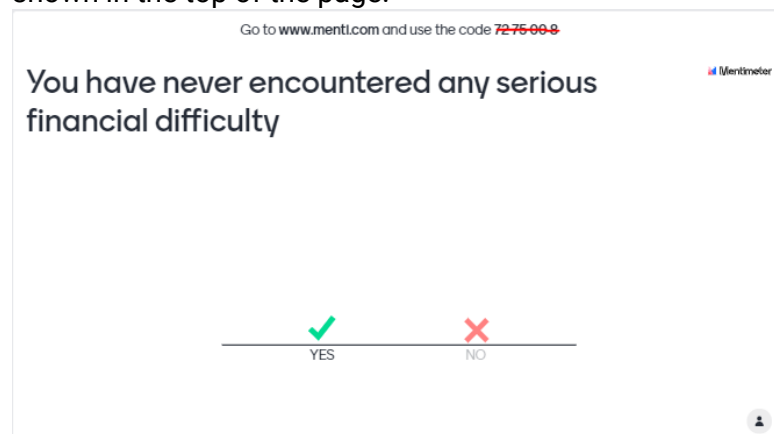 shown in the top of the page.
Go to www.menti.com and use the code 72 75 00 8
You have never encountered any serious
financial difficulty
Mentimeter
YES
NO